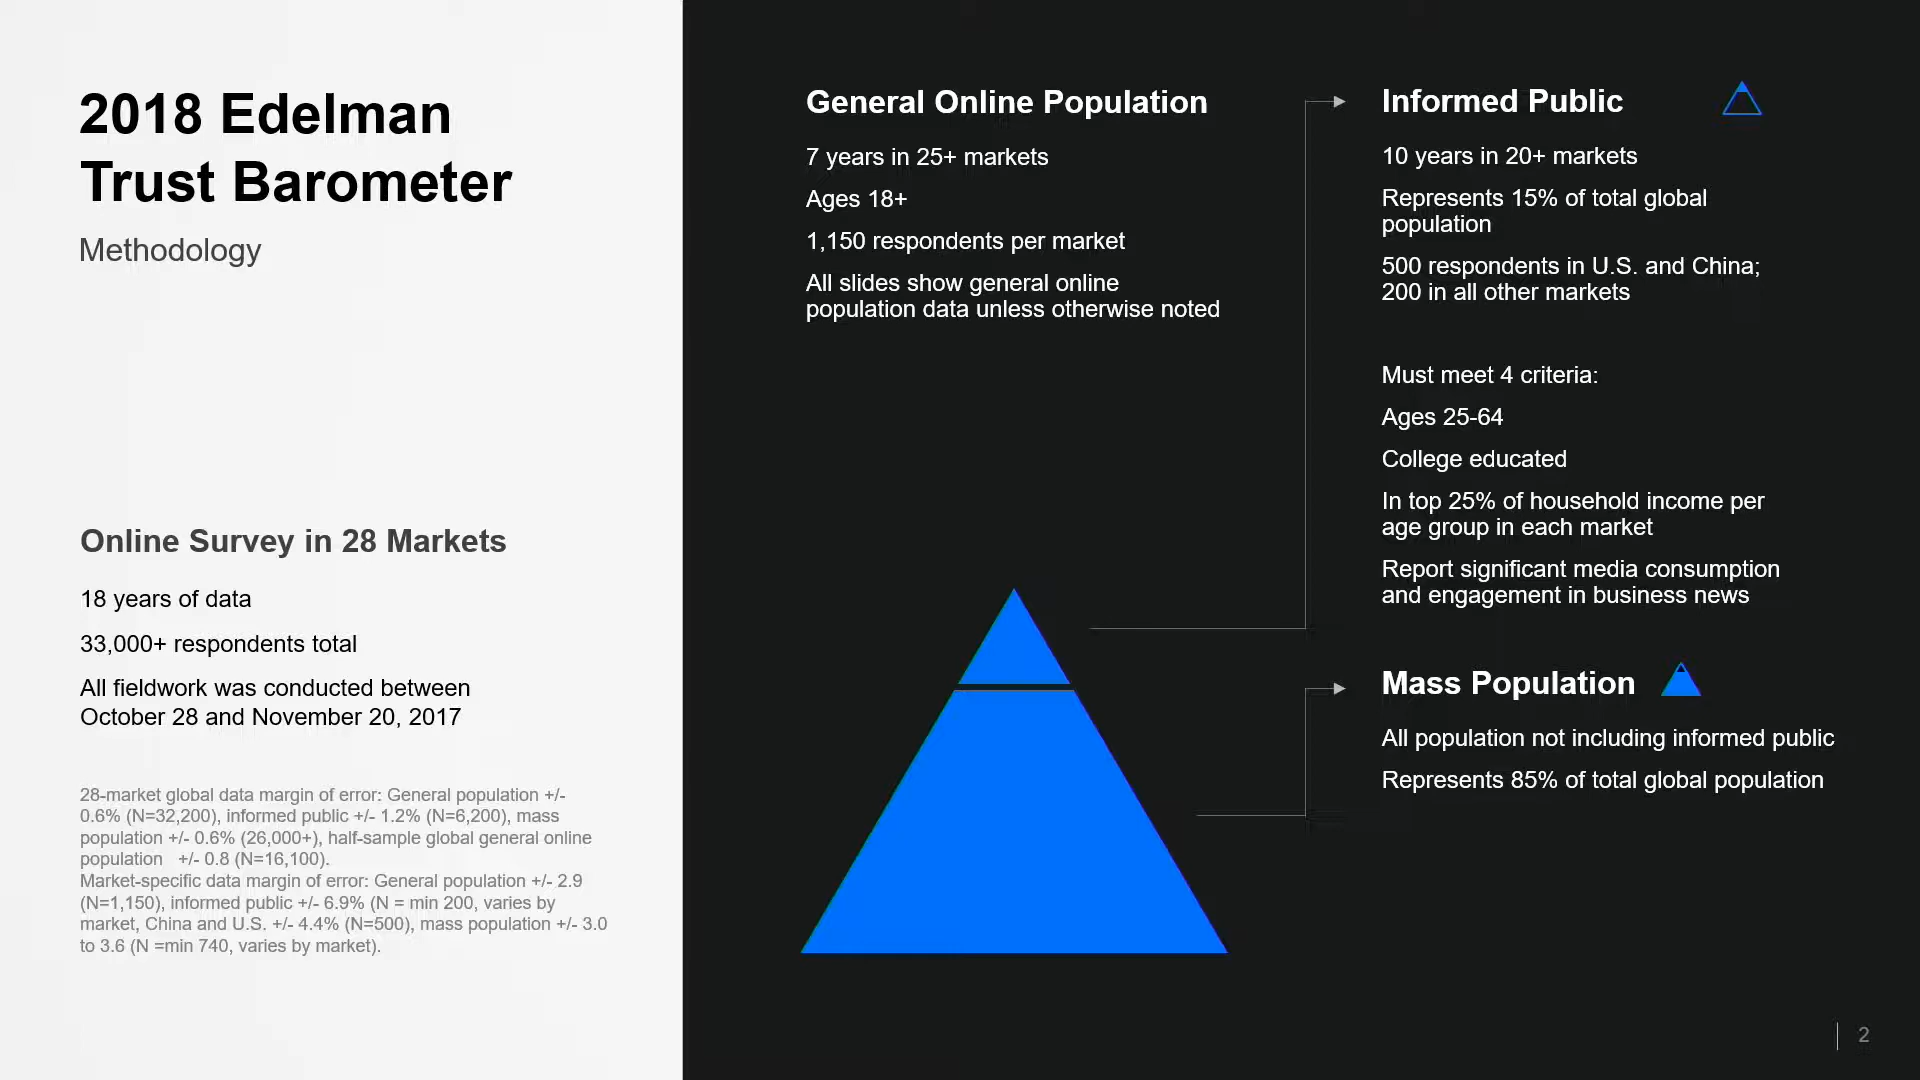 2018 Edelman
Trust Barometer
Methodology
Online Survey in 28 Markets
18 years of data
33,000+ respondents total
All fieldwork was conducted between
October 28 and November 20, 2017
28-market global data margin of error: General population +/-
0.6% (N=32,200), informed public +/- 1.2% (N=6,200), mass
population +/- 0.6% (26,000+), half-sample global general online
population   +/- 0.8 (N=16,100).
Market-specific data margin of error: General population +/- 2.9
(N=1,150), informed public +/- 6.9% (N = min 200, varies by
market, China and U.S. +/- 4.4% (N=500), mass population +/- 3.0
to 3.6 (N =min 740, varies by market).
General Online Population
7 years in 25+ markets
Ages 18+
1,150 respondents per market
All slides show general online
population data unless otherwise noted
Informed Public
10 years in 20+ markets
Represents 15% of total global
population
500 respondents in U.S. and China;
200 in all other markets
Must meet 4 criteria:
Ages 25-64
College educated
In top 25% of household income per
age group in each market
Report significant media consumption
and engagement in business news
Mass Population
All population not including informed public
Represents 85% of total global population
2